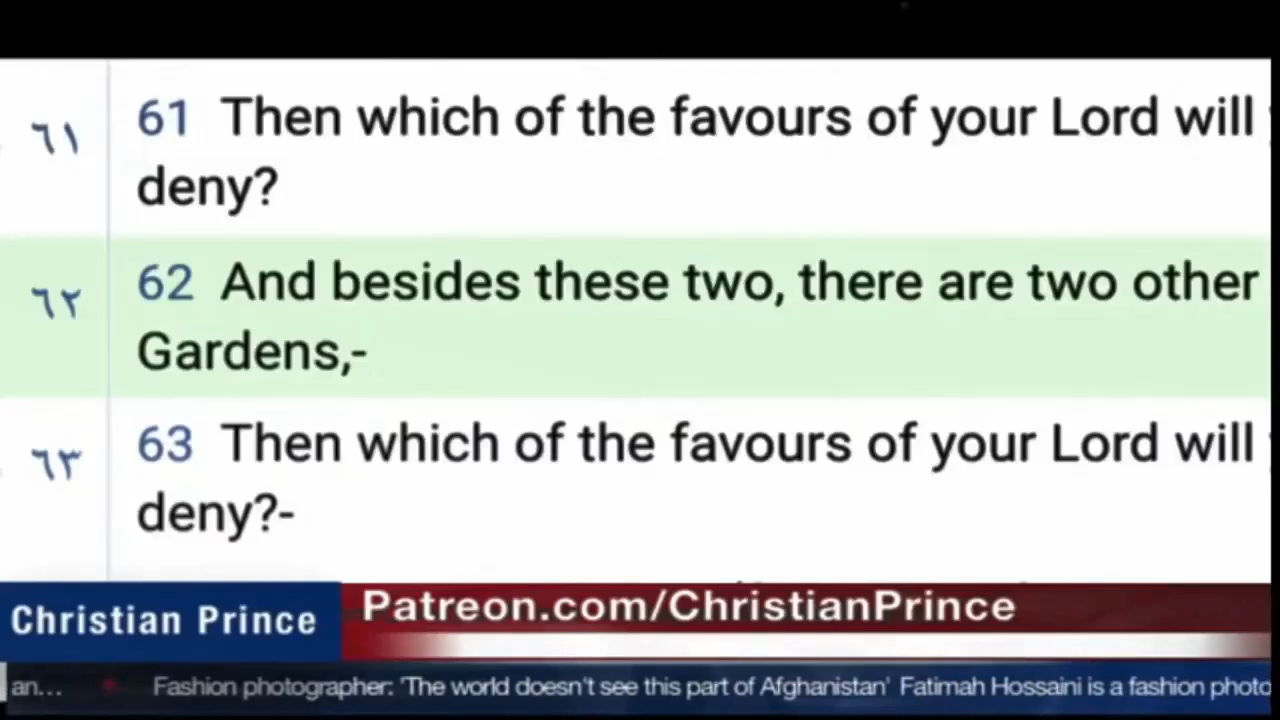 ٦١ 61 Then which of the favours of your Lord will
deny?
٦٢ 62 And besides these two, there are two other
Gardens,-
٦٣ 63 Then which of the favours of your Lord will
deny?-
Christian Prince
Patreon.com/ChristianPrince
an... Fashion photographer: 'The world doesn't see this part of Afghanistan' Fatimah Hossaini is a fashion photo